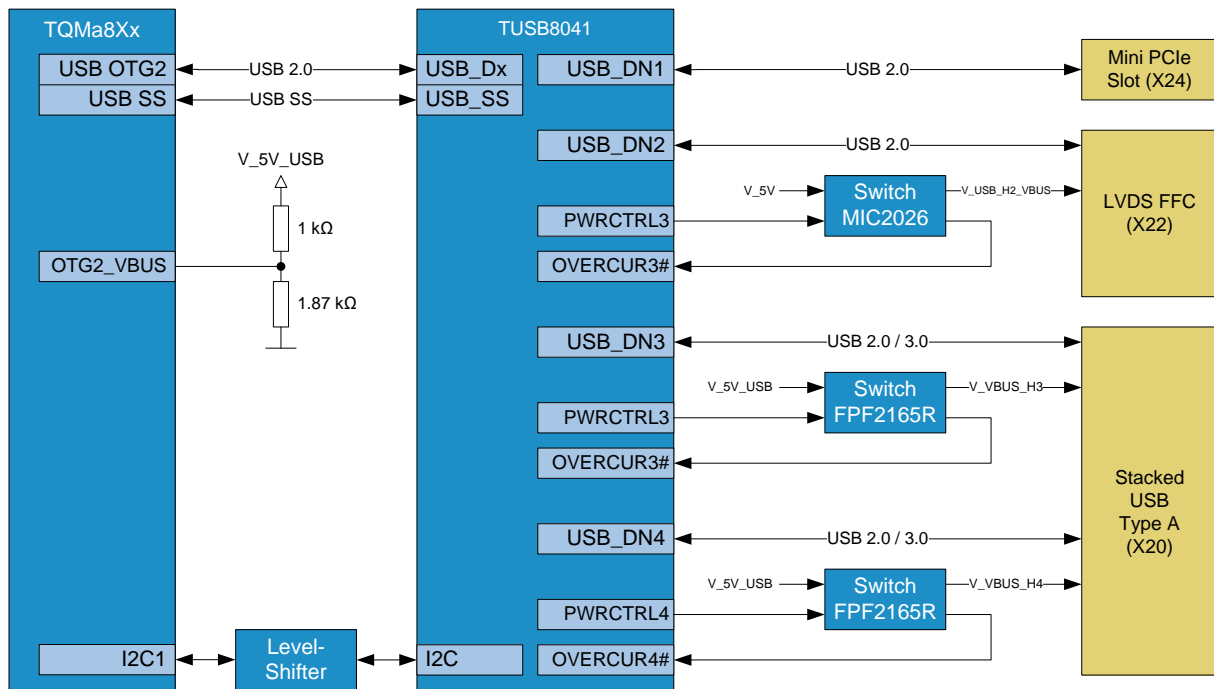 TQMa8Xx
TUSB8041
USB OTG2
USB 2.0
USB_Dx
USB_DN1
USB 2.0
Mini PCIe
Slot (X24)
USB SS
USB SS
USB_SS
USB_DN2
USB 2.0
V_5V_USB
V_5V
Switch
MIC2026
V_USB_H2_VBUS
LVDS FFC
(X22)
PWRCTRL3
1 kΩ
OTG2_VBUS
OVERCUR3#
1.87 kΩ
USB_DN3
USB 2.0 / 3.0
V_5V_USB
Switch
FPF2165R
V_VBUS_H3
PWRCTRL3
OVERCUR3#
Stacked
USB
Type A
(X20)
USB_DN4
USB 2.0 / 3.0
V_5V_USB
Switch
FPF2165R
V_VBUS_H4
PWRCTRL4
I2C1
Level-
Shifter
I2C
OVERCUR4#